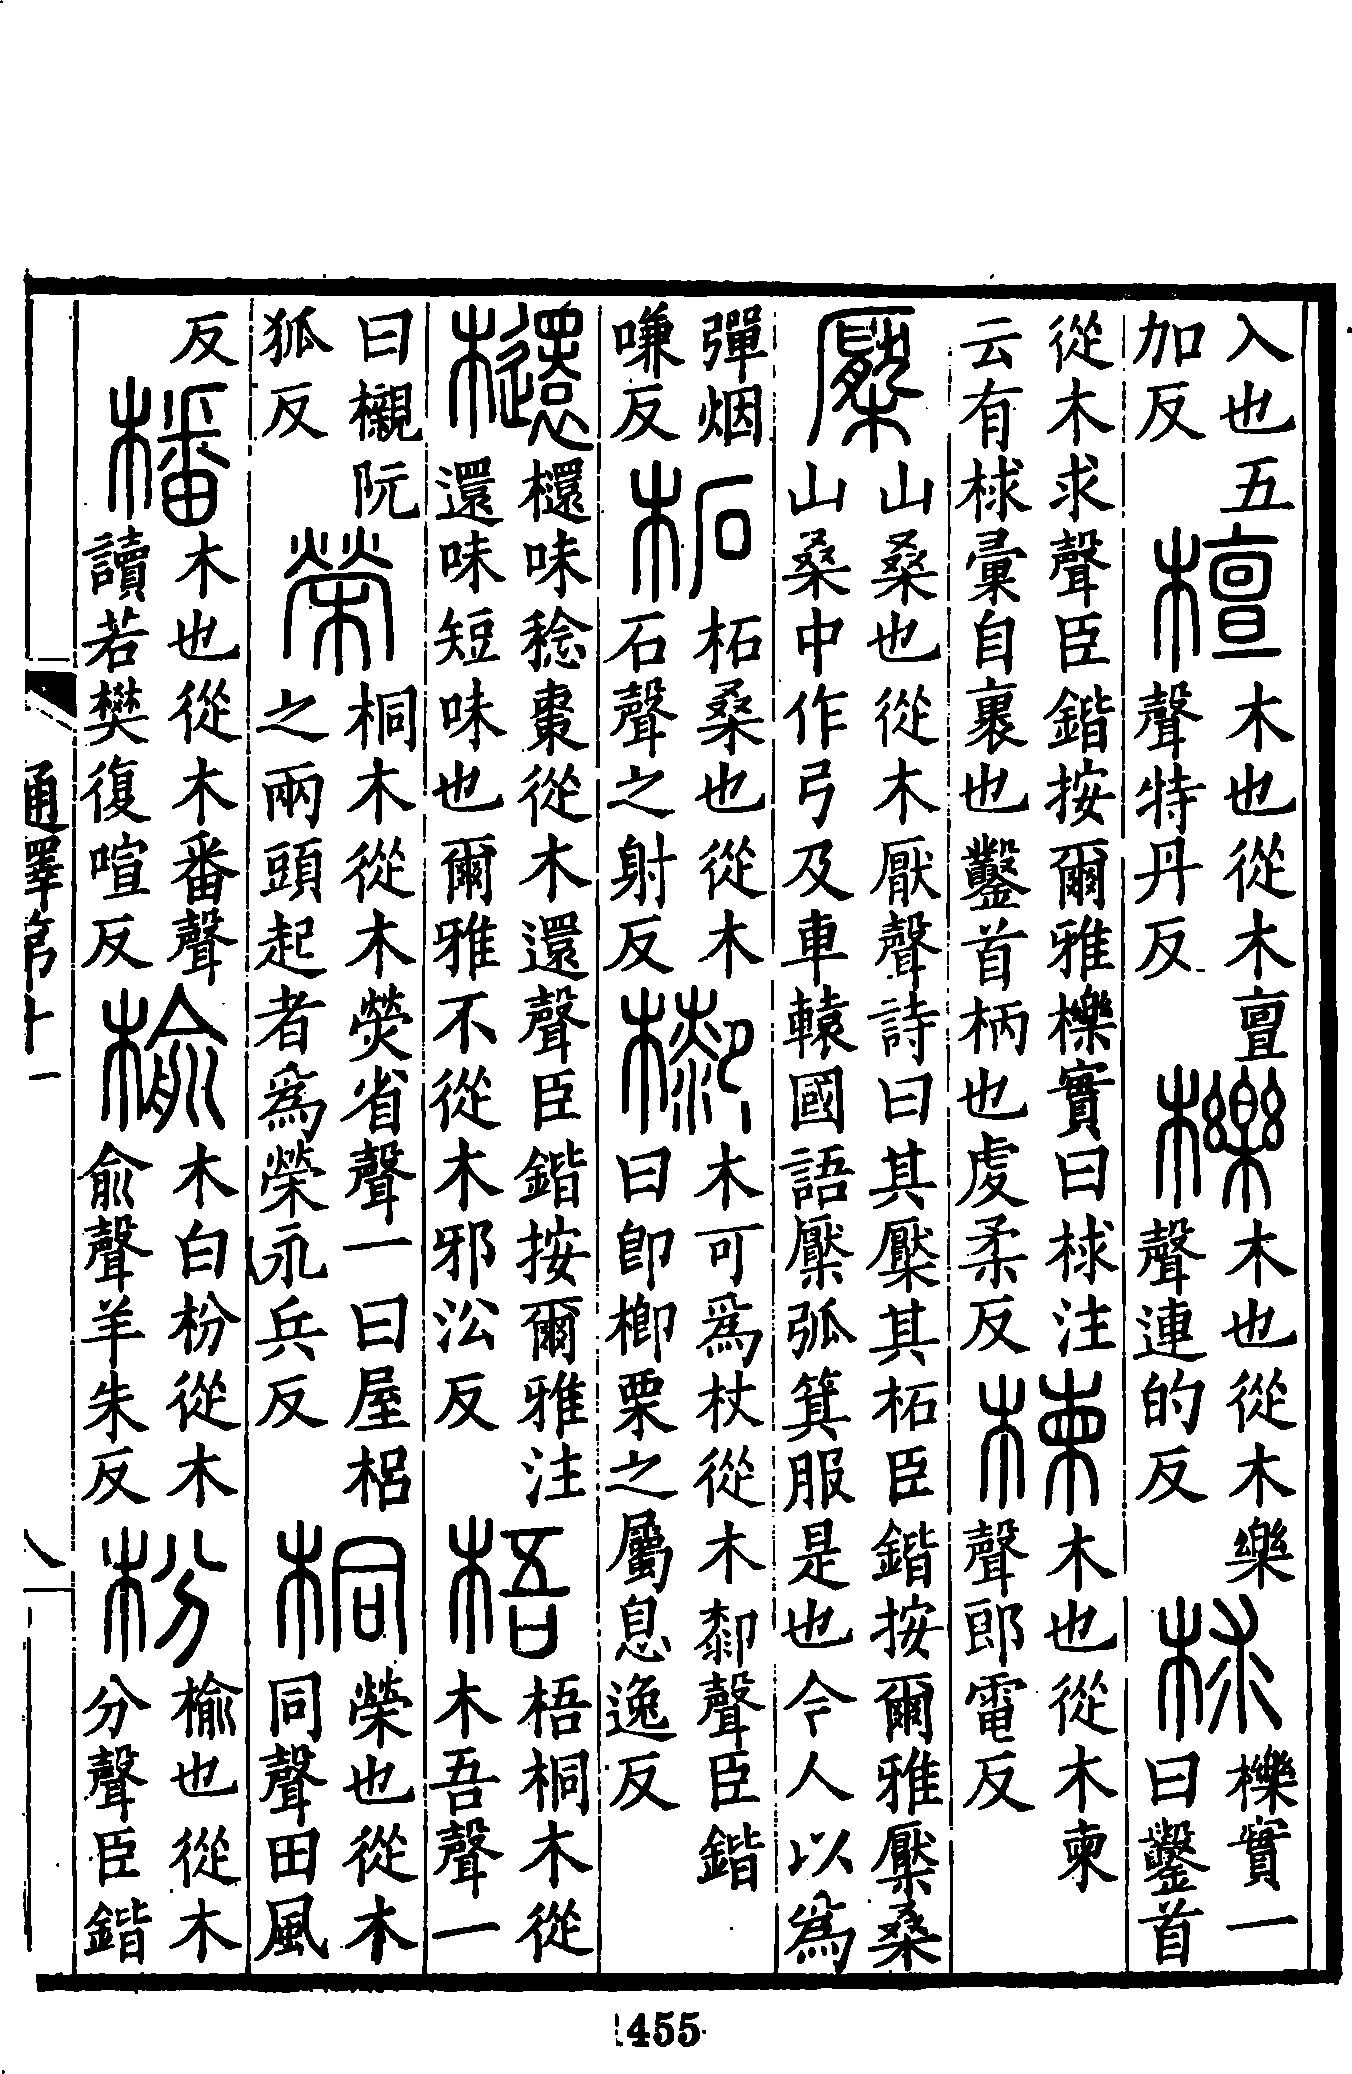 入也五加反檀木也從木亶聲特丹反櫟木也從木樂聲連的反梂櫟實一曰鑿首
從木求聲臣鍇按爾雅櫟實曰梂注云有梂彙自裹也鑿首柄也虔柔反楝木也從木柬聲郎電反
檿山桑也從木厭聲詩曰其檿其柘臣鍇按爾雅檿桑山桑中作弓及車轅國語檿弧箕服是也今人以為
彈烟嗛反柘柘桑也從木石聲之射反𣖕木可為杖從木䣛聲臣鍇曰即楖栗之屬息逸反
𣟴𣟴味稔棗從木還聲臣鍇按爾雅注還味短味也爾雅不從木邪沿反梧梧桐木從木吾聲一
曰櫬阮狐反榮桐木從木熒省聲一曰屋梠之兩頭起者為榮永兵反桐榮也從木同聲田風
反橎木也從木番聲讀若樊復喧反榆木白枌從木俞聲羊朱反枌榆也從木分聲臣鍇
通釋第十一
八
455